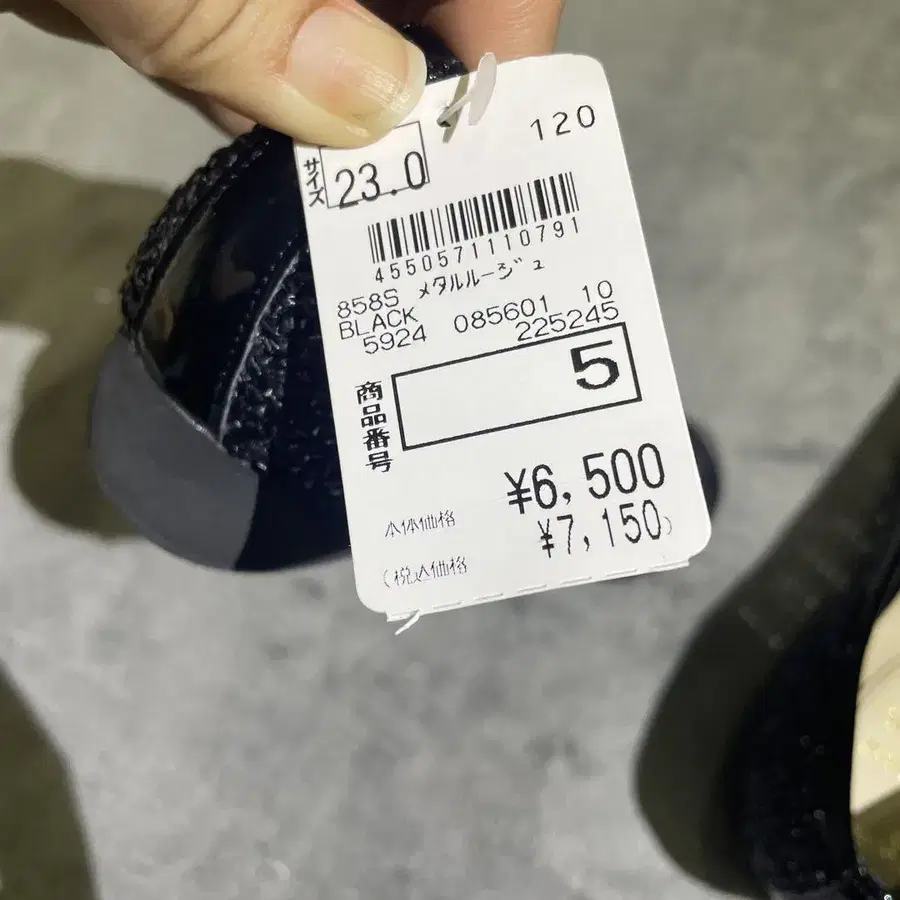 120
サイズ 23.0
4550571110791
858S メタルルージュ
BLACK 085601 10
5924 225245
5
商品番号
本体価格 ¥6,500
(税込価格 ¥7,150)